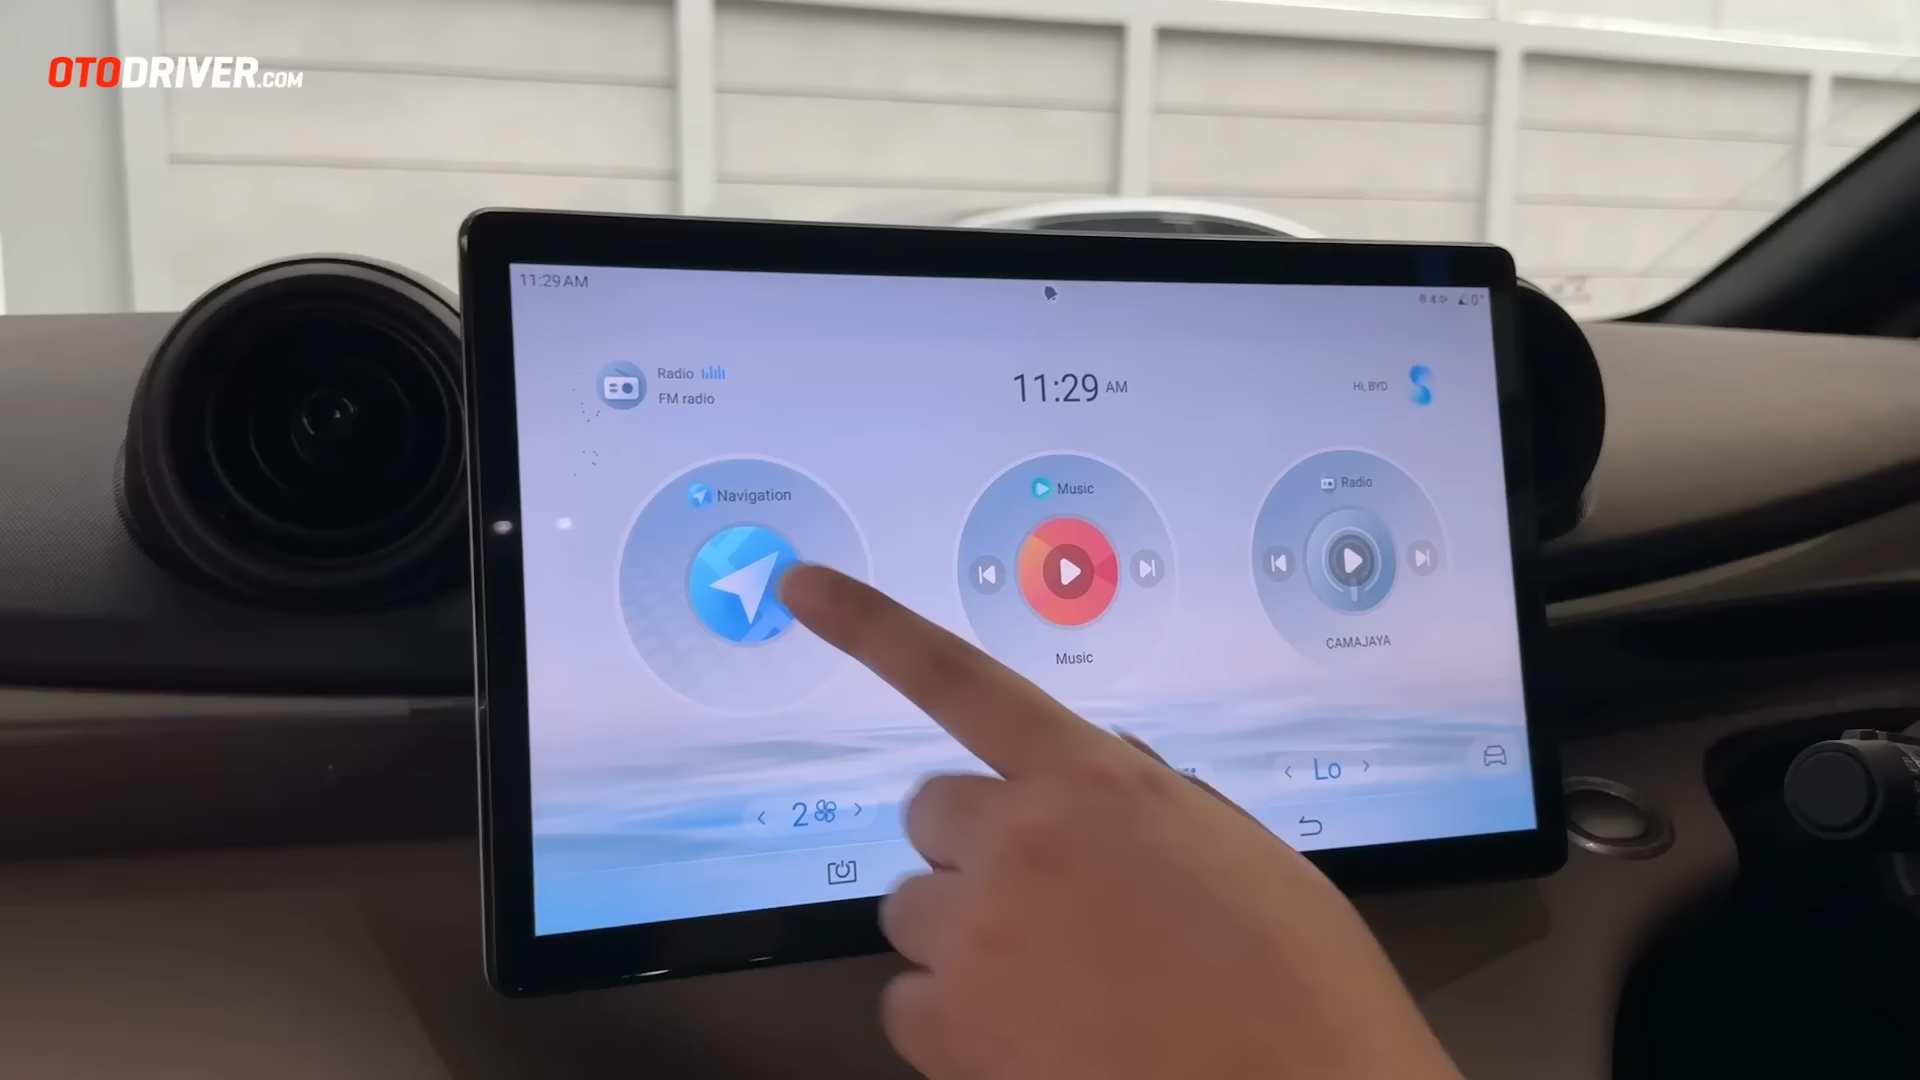 OTODRIVER.COM
11:29 AM
0°
Radio
FM radio
11:29 AM
Hi, BYD
Navigation
Music
Radio
Music
CAMAJAYA
2
Lo